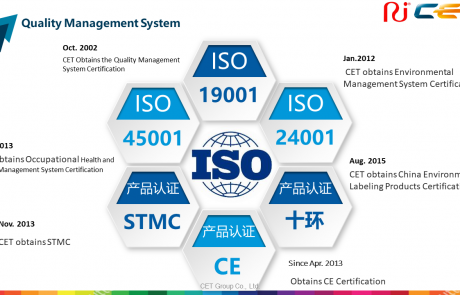 Quality Management System
Oct. 2002
CET Obtains the Quality Management
System Certification
Jan.2012
CET obtains Environmental
Management System Certifica
2013
btains Occupational Health and
Management System Certification
Aug. 2015
CET obtains China Environm
Labeling Products Certificat
Nov. 2013
CET obtains STMC
Since Apr. 2013
Obtains CE Certification
ISO
19001
ISO
45001
ISO
24001
ISO
产品认证
STMC
产品认证
十环
产品认证
CE
CET Group Co., Ltd